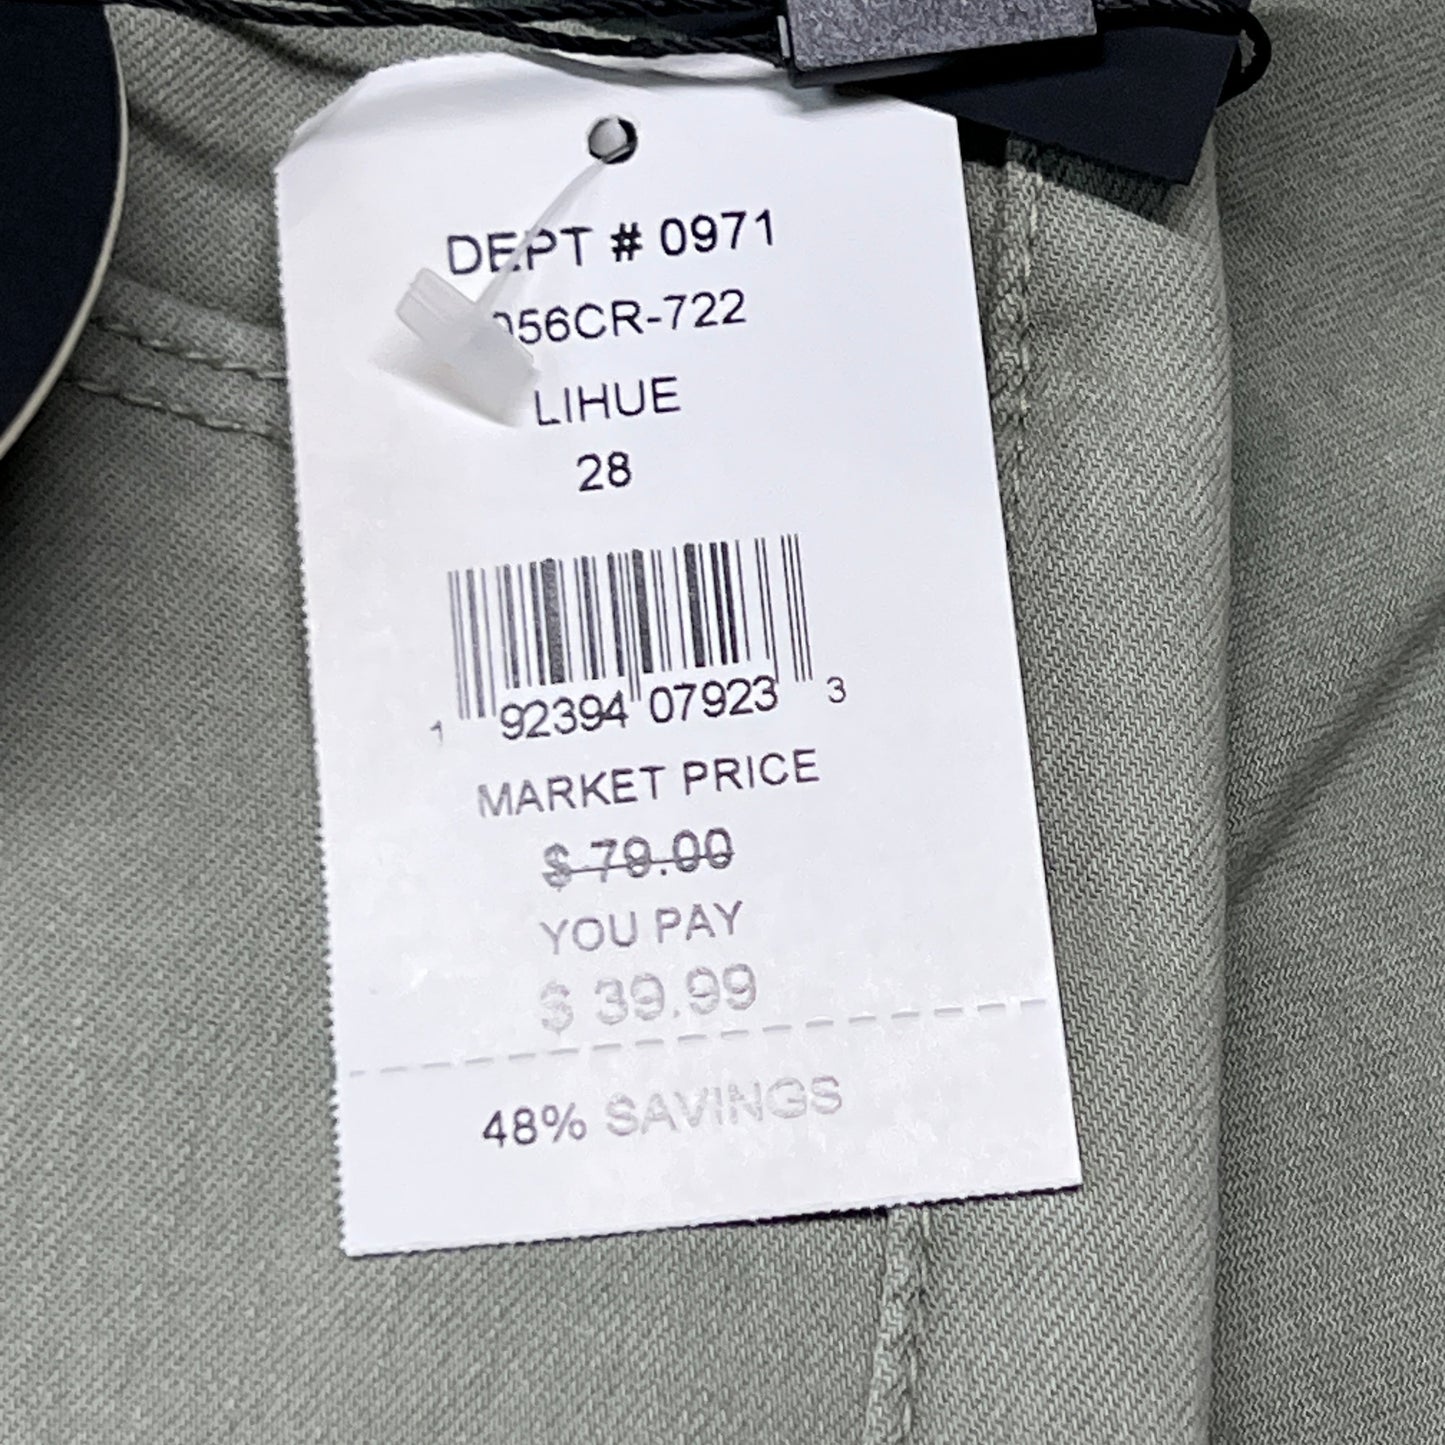 DEPT # 0971
056CR-722
LIHUE
28
1 92394 07923 3
MARKET PRICE
$ 79.00
YOU PAY
$ 39.99
48% SAVINGS